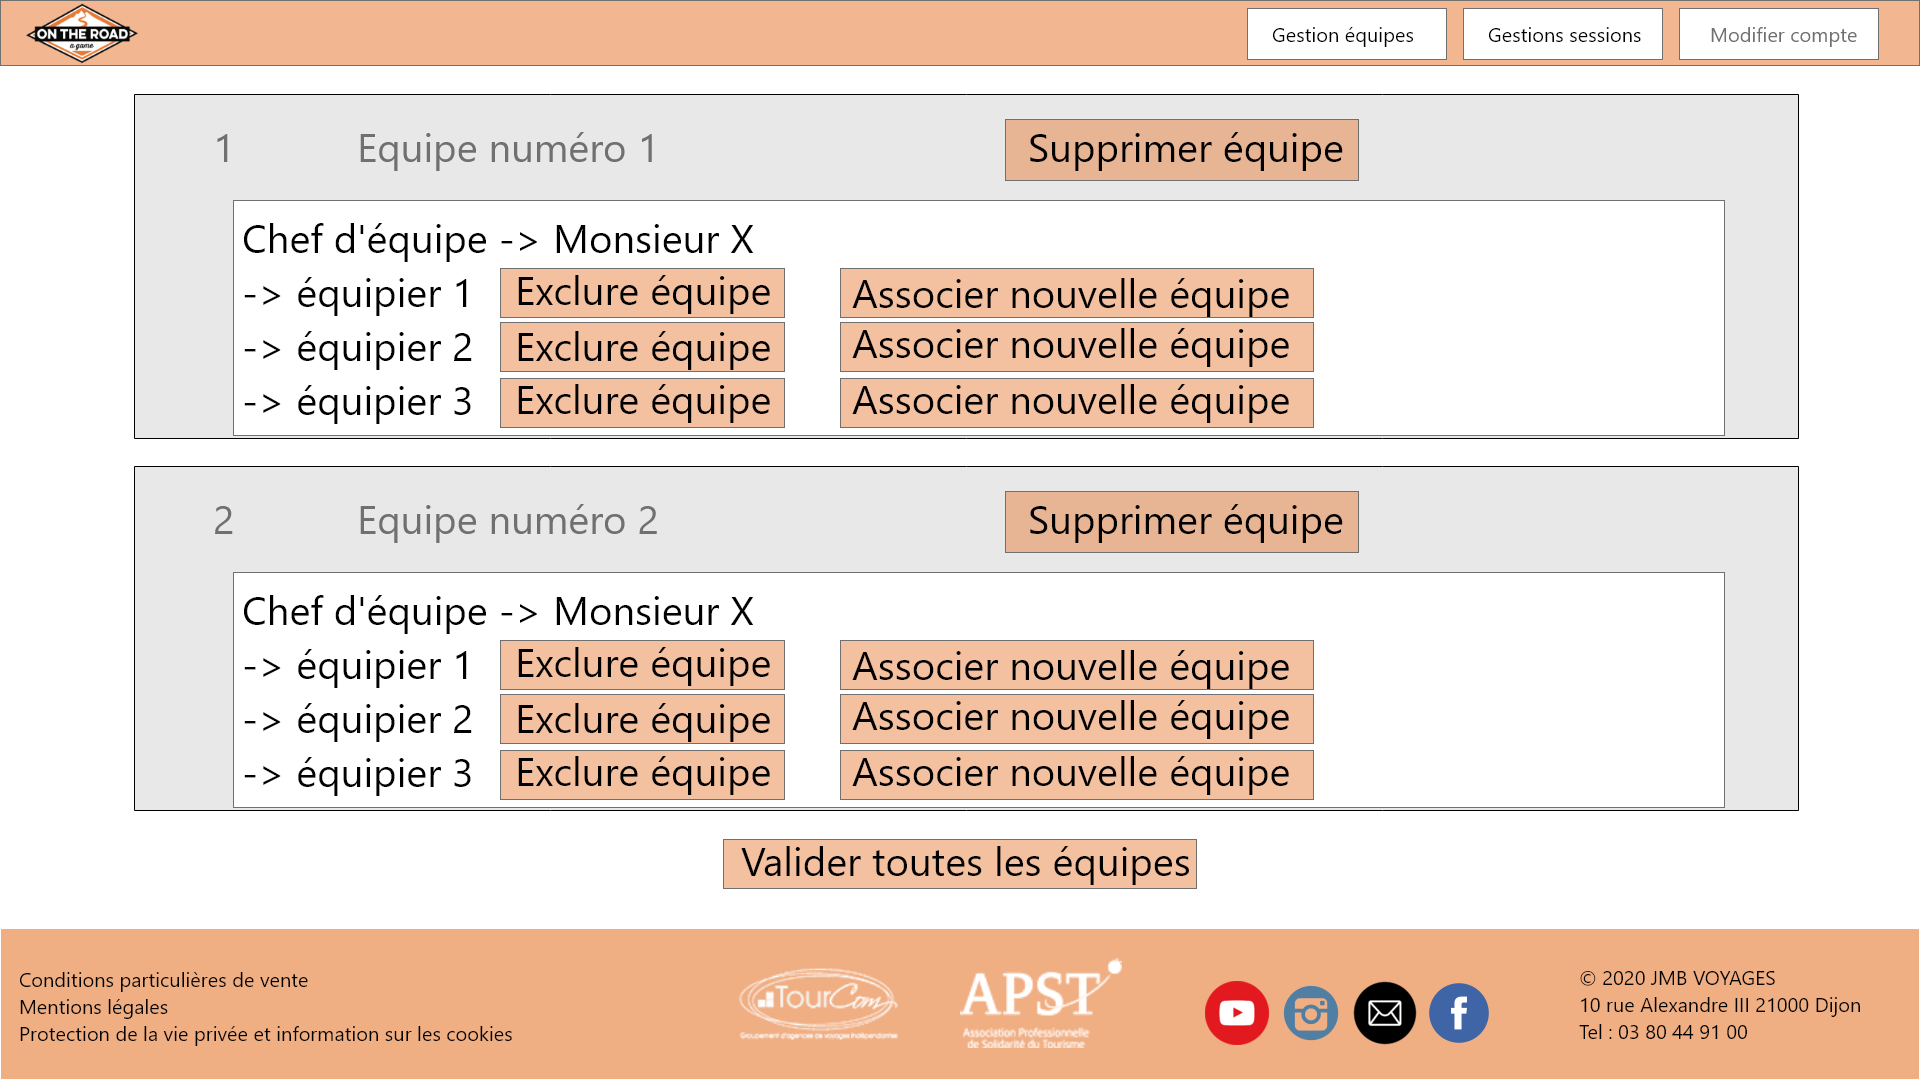 ON THE ROAD
a game
Gestion équipes
Gestions sessions
Modifier compte
1
Equipe numéro 1
Supprimer équipe
Chef d'équipe -> Monsieur X
-> équipier 1 Exclure équipe Associer nouvelle équipe
-> équipier 2 Exclure équipe Associer nouvelle équipe
-> équipier 3 Exclure équipe Associer nouvelle équipe
2
Equipe numéro 2
Supprimer équipe
Chef d'équipe -> Monsieur X
-> équipier 1 Exclure équipe Associer nouvelle équipe
-> équipier 2 Exclure équipe Associer nouvelle équipe
-> équipier 3 Exclure équipe Associer nouvelle équipe
Valider toutes les équipes
Conditions particulières de vente
Mentions légales
Protection de la vie privée et information sur les cookies
TourCom
Groupement d'agences de voyages indépendantes
APST
Association Professionnelle
de Solidarité du Tourisme
f
© 2020 JMB VOYAGES
10 rue Alexandre III 21000 Dijon
Tel : 03 80 44 91 00